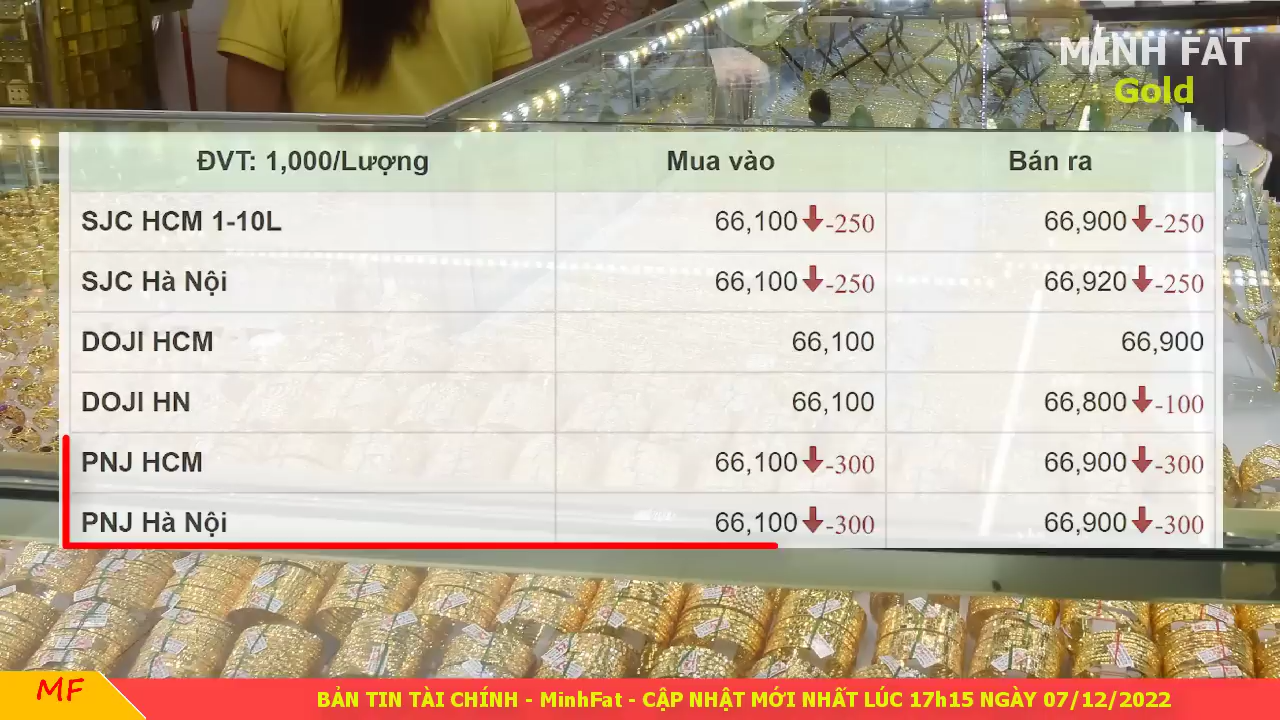 MINH FAT
Gold
ĐVT: 1,000/Lượng Mua vào Bán ra
SJC HCM 1-10L 66,100 -250 66,900 -250
SJC Hà Nội 66,100 -250 66,920 -250
DOJI HCM 66,100 66,900
DOJI HN 66,100 66,800 -100
PNJ HCM 66,100 -300 66,900 -300
PNJ Hà Nội 66,100 -300 66,900 -300
MF BẢN TIN TÀI CHÍNH - MinhFat - CẬP NHẬT MỚI NHẤT LÚC 17h15 NGÀY 07/12/2022